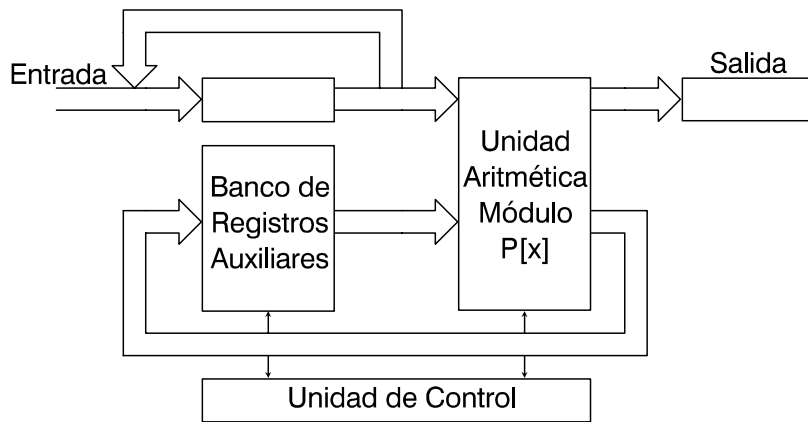 Entrada
Salida
Unidad
Aritmética
Módulo
P[x]
Banco de
Registros
Auxiliares
Unidad de Control